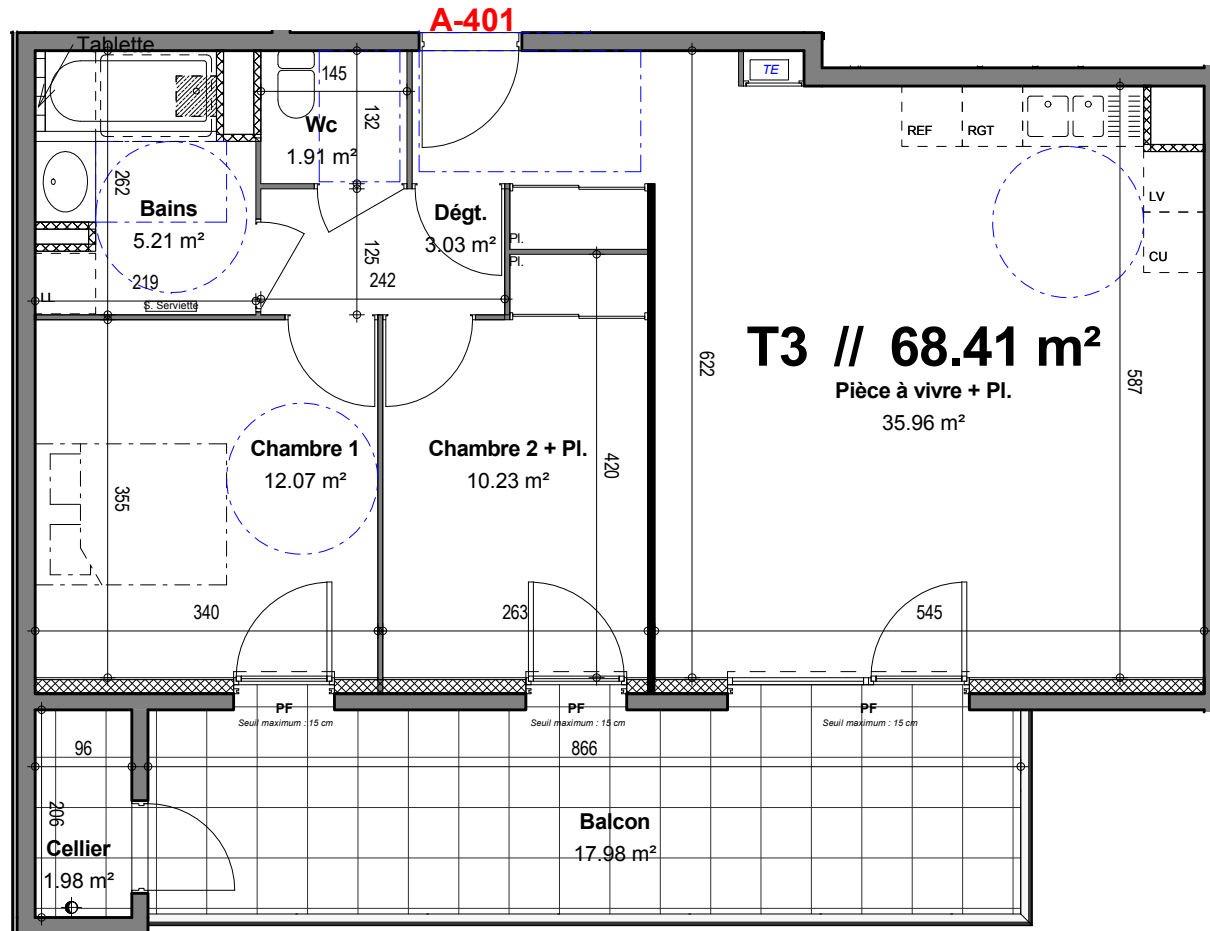 A-401
Tablette
145
TE
132
Wc
1.91 m²
REF
RGT
262
Bains
5.21 m²
LV
Dégt.
3.03 m²
Pl.
Pl.
125
CU
219
242
LL
S. Serviette
T3 // 68.41 m²
622
587
Pièce à vivre + Pl.
35.96 m²
Chambre 1
12.07 m²
Chambre 2 + Pl.
10.23 m²
420
355
340
263
545
PF
Seuil maximum : 15 cm
PF
Seuil maximum : 15 cm
PF
Seuil maximum : 15 cm
96
866
206
Balcon
17.98 m²
Cellier
1.98 m²